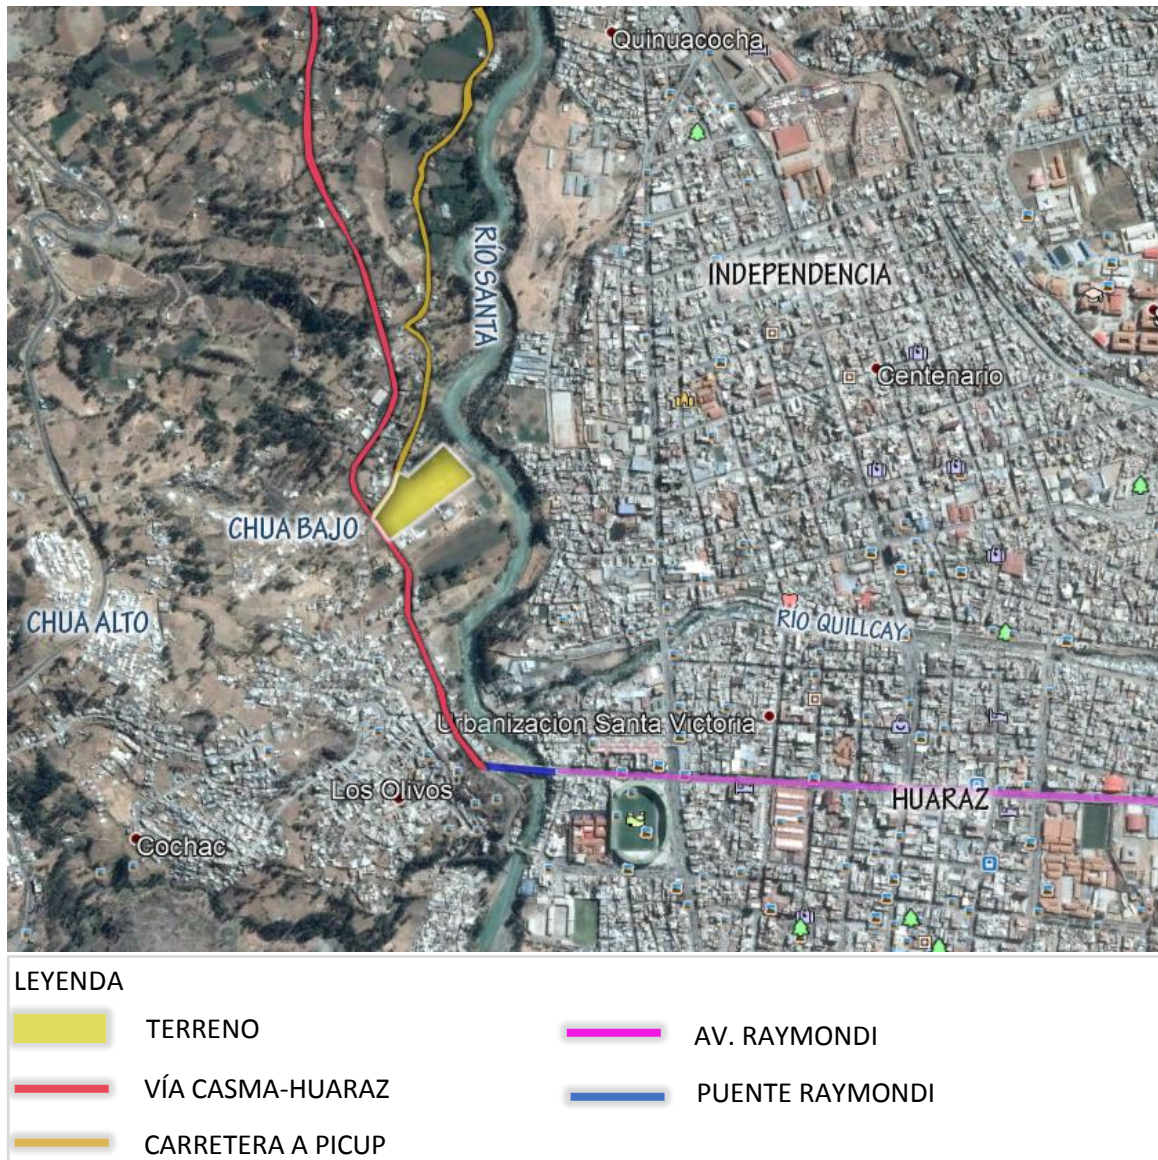 Quinuacocha
RÍO SANTA
INDEPENDENCIA
Centenario
CHUA BAJO
CHUA ALTO
RÍO QUILLCAY
Urbanizacion Santa Victoria
Los Olivos
HUARAZ
Cochac
LEYENDA
TERRENO
AV. RAYMONDI
VÍA CASMA-HUARAZ
PUENTE RAYMONDI
CARRETERA A PICUP